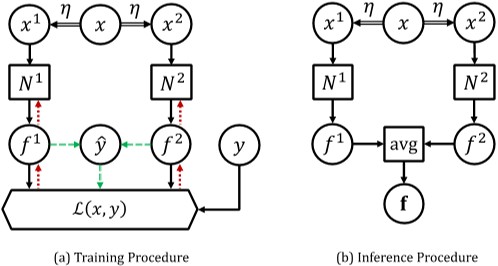 x¹ η x η x²
N¹ N²
f¹ ŷ f² y
ℒ(x, y)
(a) Training Procedure
x¹ η x η x²
N¹ N²
f¹ avg f²
f
(b) Inference Procedure